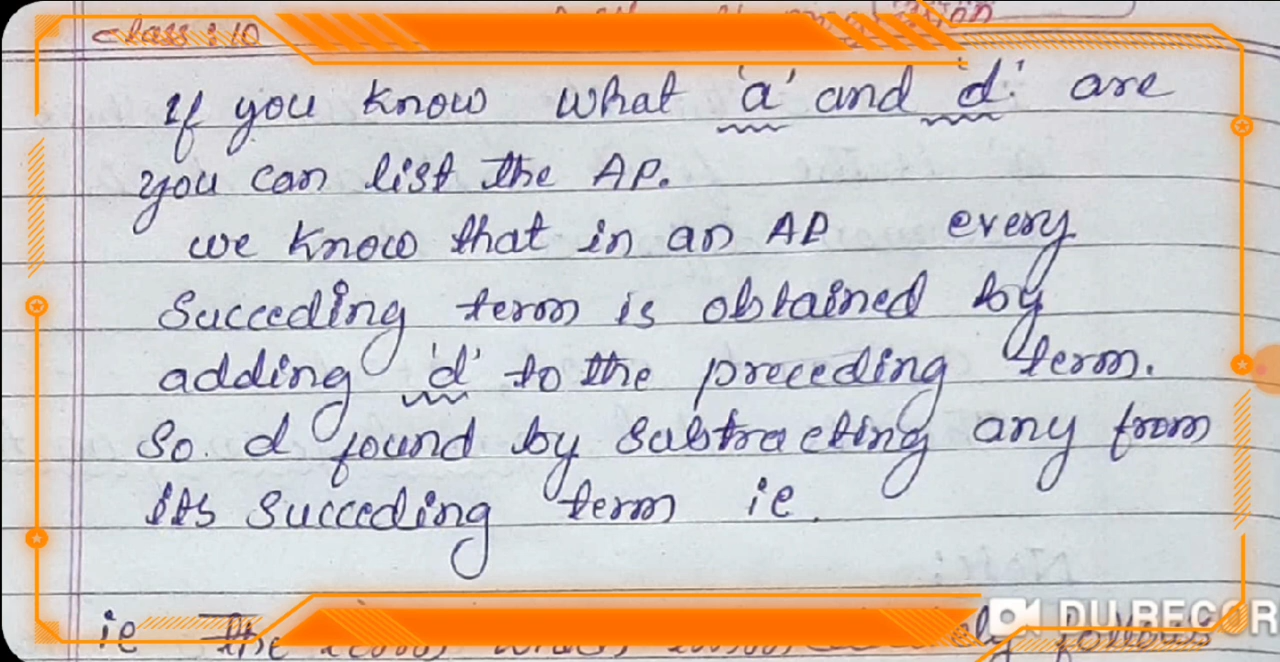 class : 10
If you know what 'a' and 'd' are
you can list the AP.
we know that in an AP every
Succeding term is obtained by
adding 'd' to the preceding term.
So. d found by subtracting any from
its succeding term ie.
ie the follows
DU RECOR